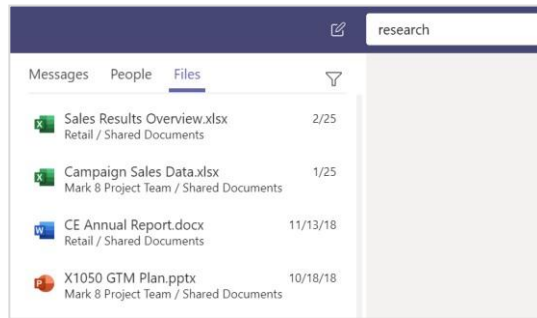 research
Messages People Files
Sales Results Overview.xlsx 2/25
Retail / Shared Documents
Campaign Sales Data.xlsx 1/25
Mark 8 Project Team / Shared Documents
CE Annual Report.docx 11/13/18
Retail / Shared Documents
X1050 GTM Plan.pptx 10/18/18
Mark 8 Project Team / Shared Documents